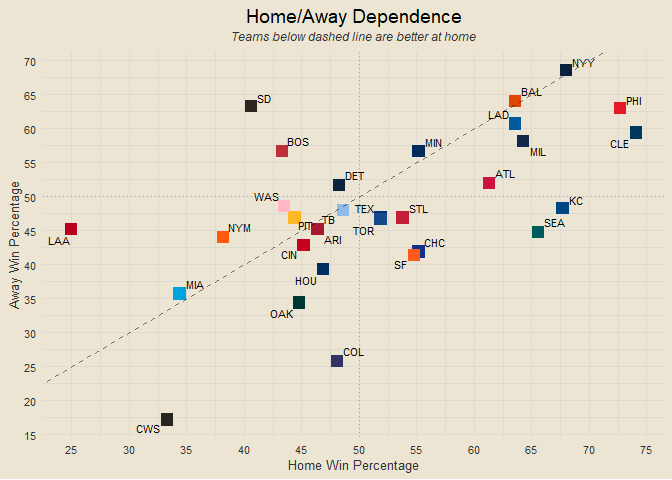 Home/Away Dependence
Teams below dashed line are better at home
70
NYY
65
BAL
PHI
SD
LAD
60
CLE
MIL
BOS
MIN
55
ATL
DET
50
WAS
KC
TEX
STL
45
LAA
NYM
PIT
TB
TOR
SEA
ARI
CHC
40
CIN
SF
HOU
35
MIA
OAK
30
COL
25
20
CWS
15
Away Win Percentage
25 30 35 40 45 50 55 60 65 70 75
Home Win Percentage